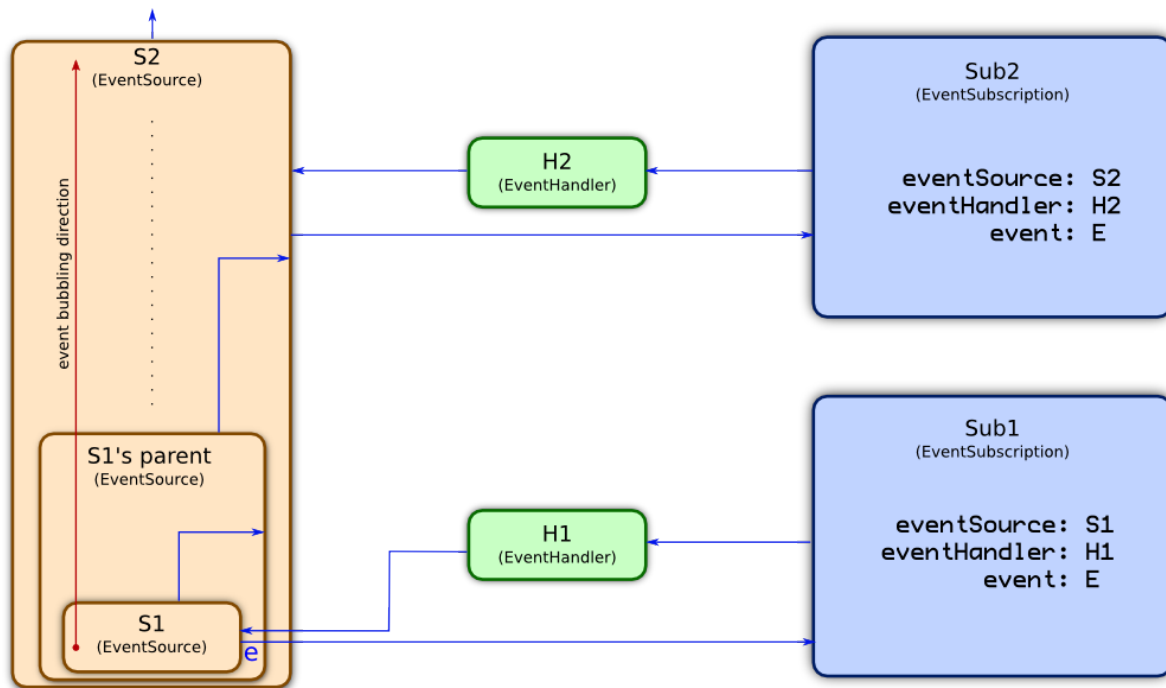 S2
(EventSource)
event bubbling direction
S1's parent
(EventSource)
S1
(EventSource)
e
H2
(EventHandler)
H1
(EventHandler)
Sub2
(EventSubscription)
eventSource: S2
eventHandler: H2
event: E
Sub1
(EventSubscription)
eventSource: S1
eventHandler: H1
event: E